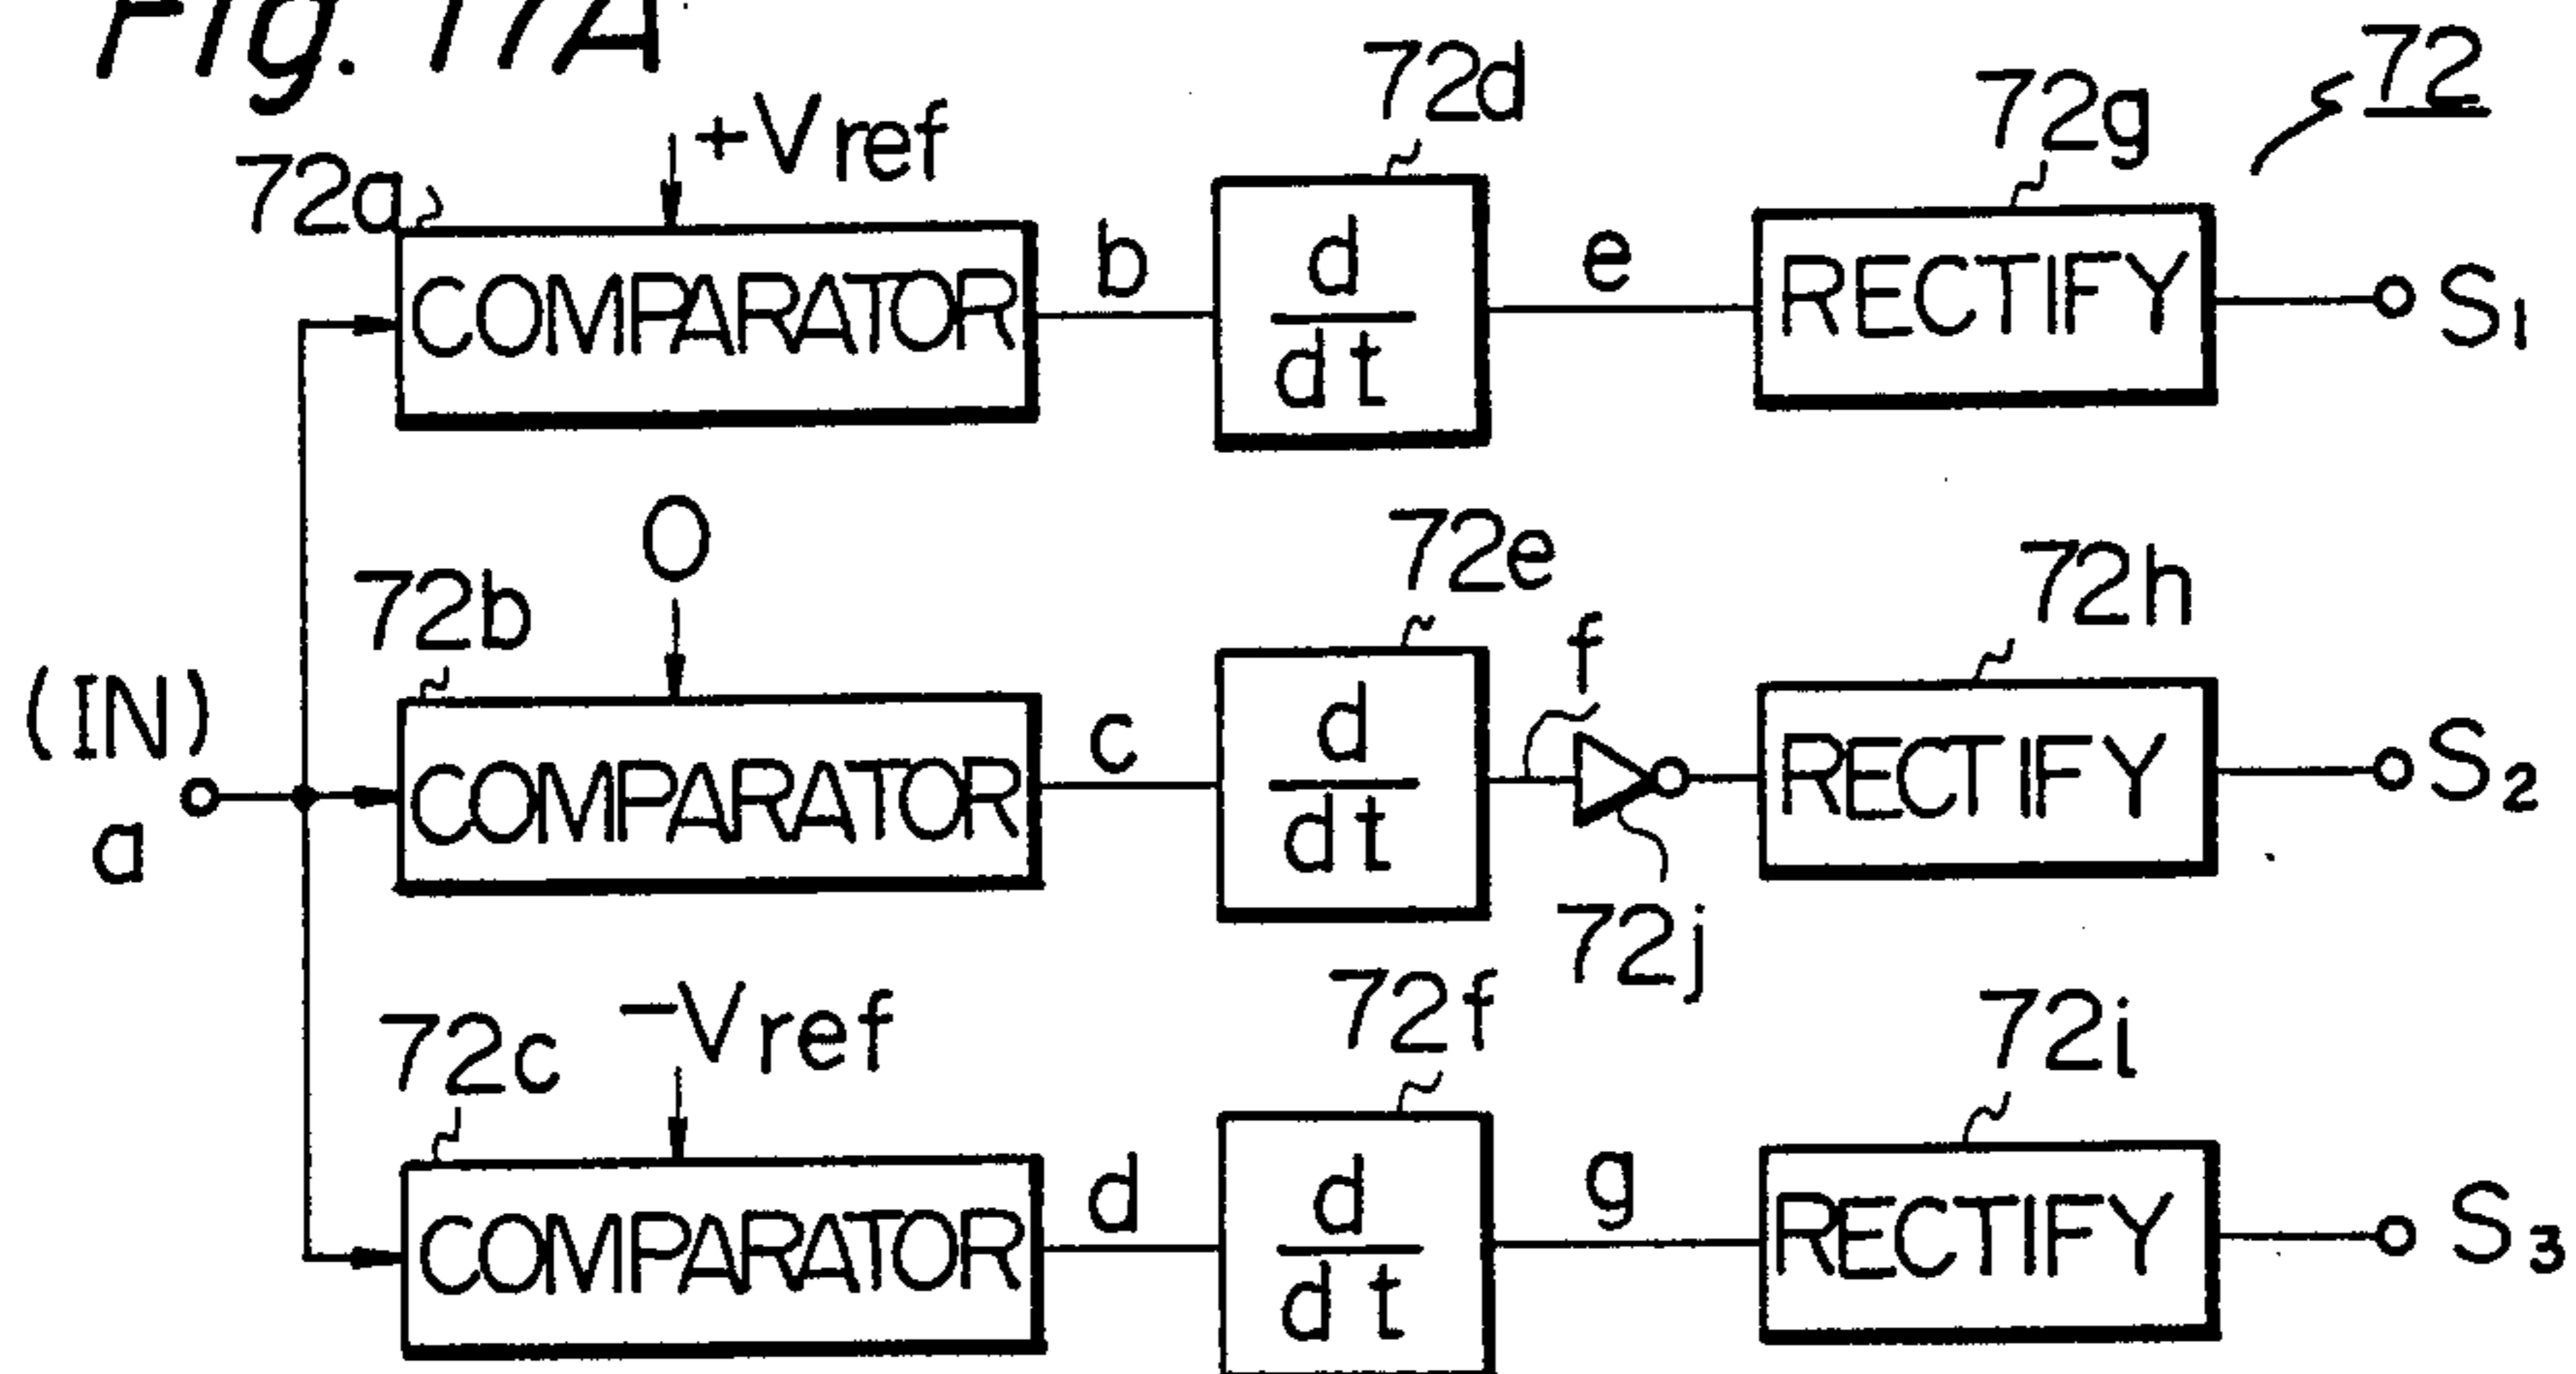 Fig. 17A
72
72a
+Vref
72d
72g
COMPARATOR
b
d
dt
e
RECTIFY
S1
0
72b
72e
f
72h
(IN)
a
COMPARATOR
c
d
dt
72j
RECTIFY
S2
-Vref
72c
72f
72i
COMPARATOR
d
d
dt
g
RECTIFY
S3